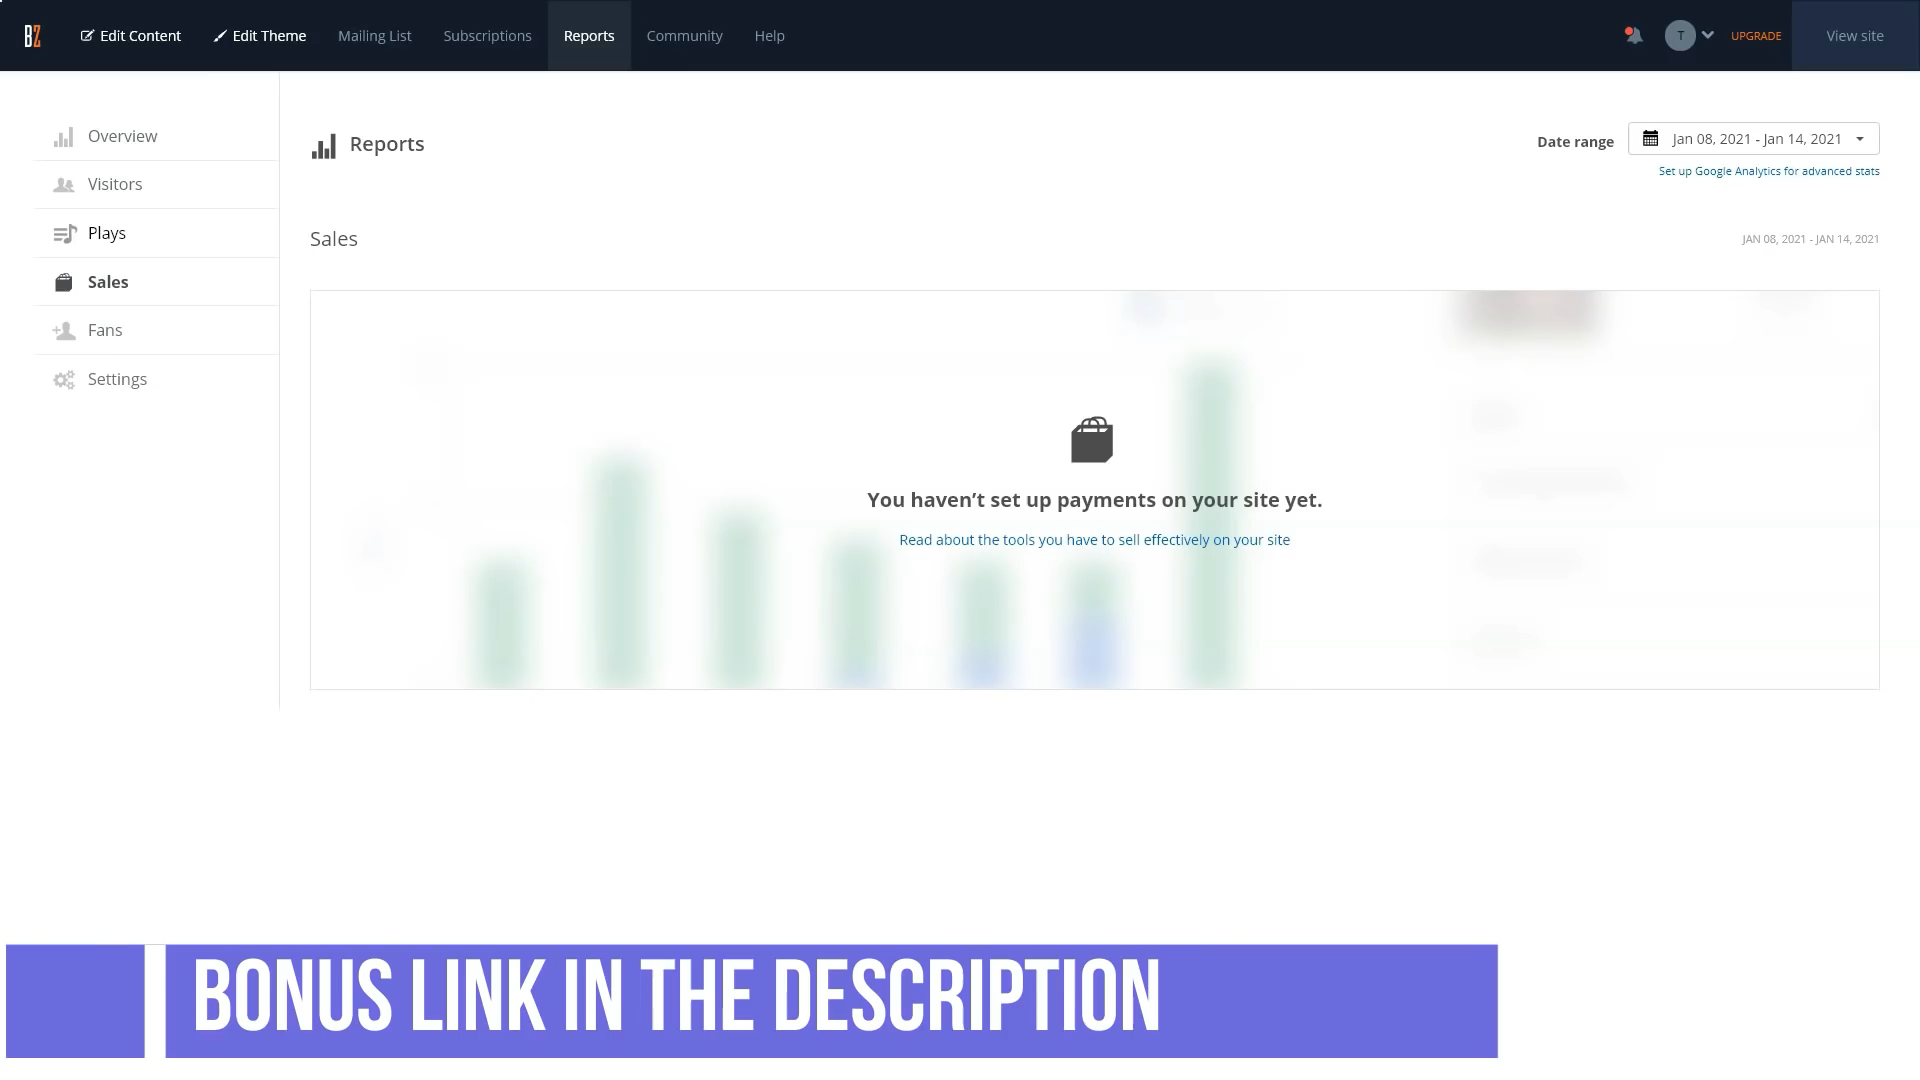 BZ
Edit Content
Edit Theme
Mailing List
Subscriptions
Reports
Community
Help
T
UPGRADE
View site
Overview
Visitors
Plays
Sales
Fans
Settings
Reports
Date range
Jan 08, 2021 - Jan 14, 2021
Set up Google Analytics for advanced stats
Sales
JAN 08, 2021 - JAN 14, 2021
You haven’t set up payments on your site yet.
Read about the tools you have to sell effectively on your site
BONUS LINK IN THE DESCRIPTION